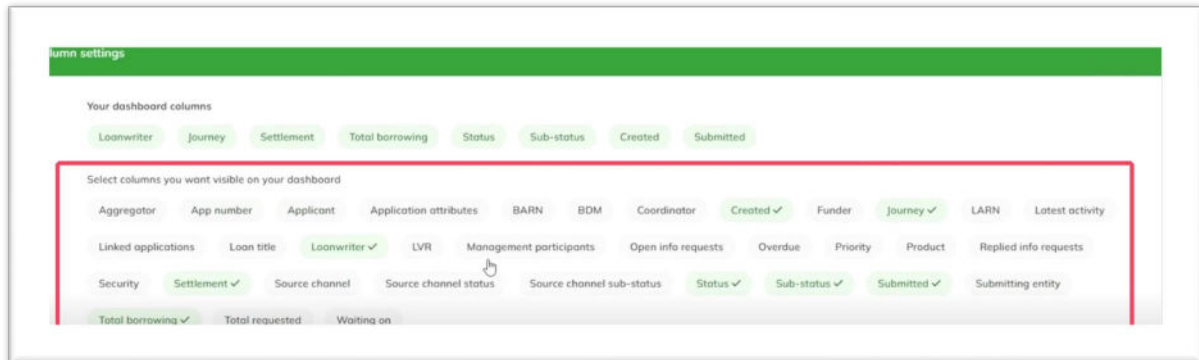 lumn settings
Your dashboard columns
Loanwriter Journey Settlement Total borrowing Status Sub-status Created Submitted
Select columns you want visible on your dashboard
Aggregator App number Applicant Application attributes BARN BDM Coordinator Created ✓ Funder Journey ✓ LARN Latest activity
Linked applications Loan title Loanwriter ✓ LVR Management participants Open info requests Overdue Priority Product Replied info requests
Security Settlement ✓ Source channel Source channel status Source channel sub-status Status ✓ Sub-status ✓ Submitted ✓ Submitting entity
Total borrowing ✓ Total requested Waiting on